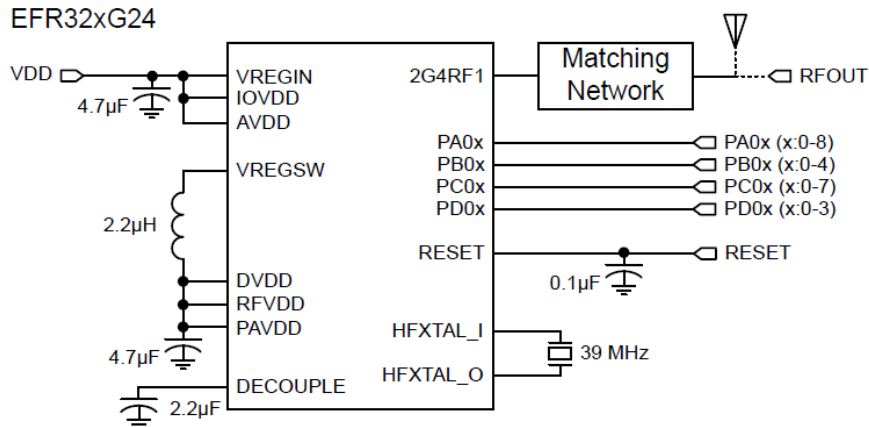 EFR32xG24
VDD
4.7µF
VREGIN
IOVDD
AVDD
VREGSW
2.2µH
DVDD
RFVDD
PAVDD
4.7µF
DECOUPLE
2.2µF
2G4RF1
Matching
Network
RFOUT
PA0x
PA0x (x:0-8)
PB0x
PB0x (x:0-4)
PC0x
PC0x (x:0-7)
PD0x
PD0x (x:0-3)
RESET
RESET
0.1µF
HFXTAL_I
39 MHz
HFXTAL_O